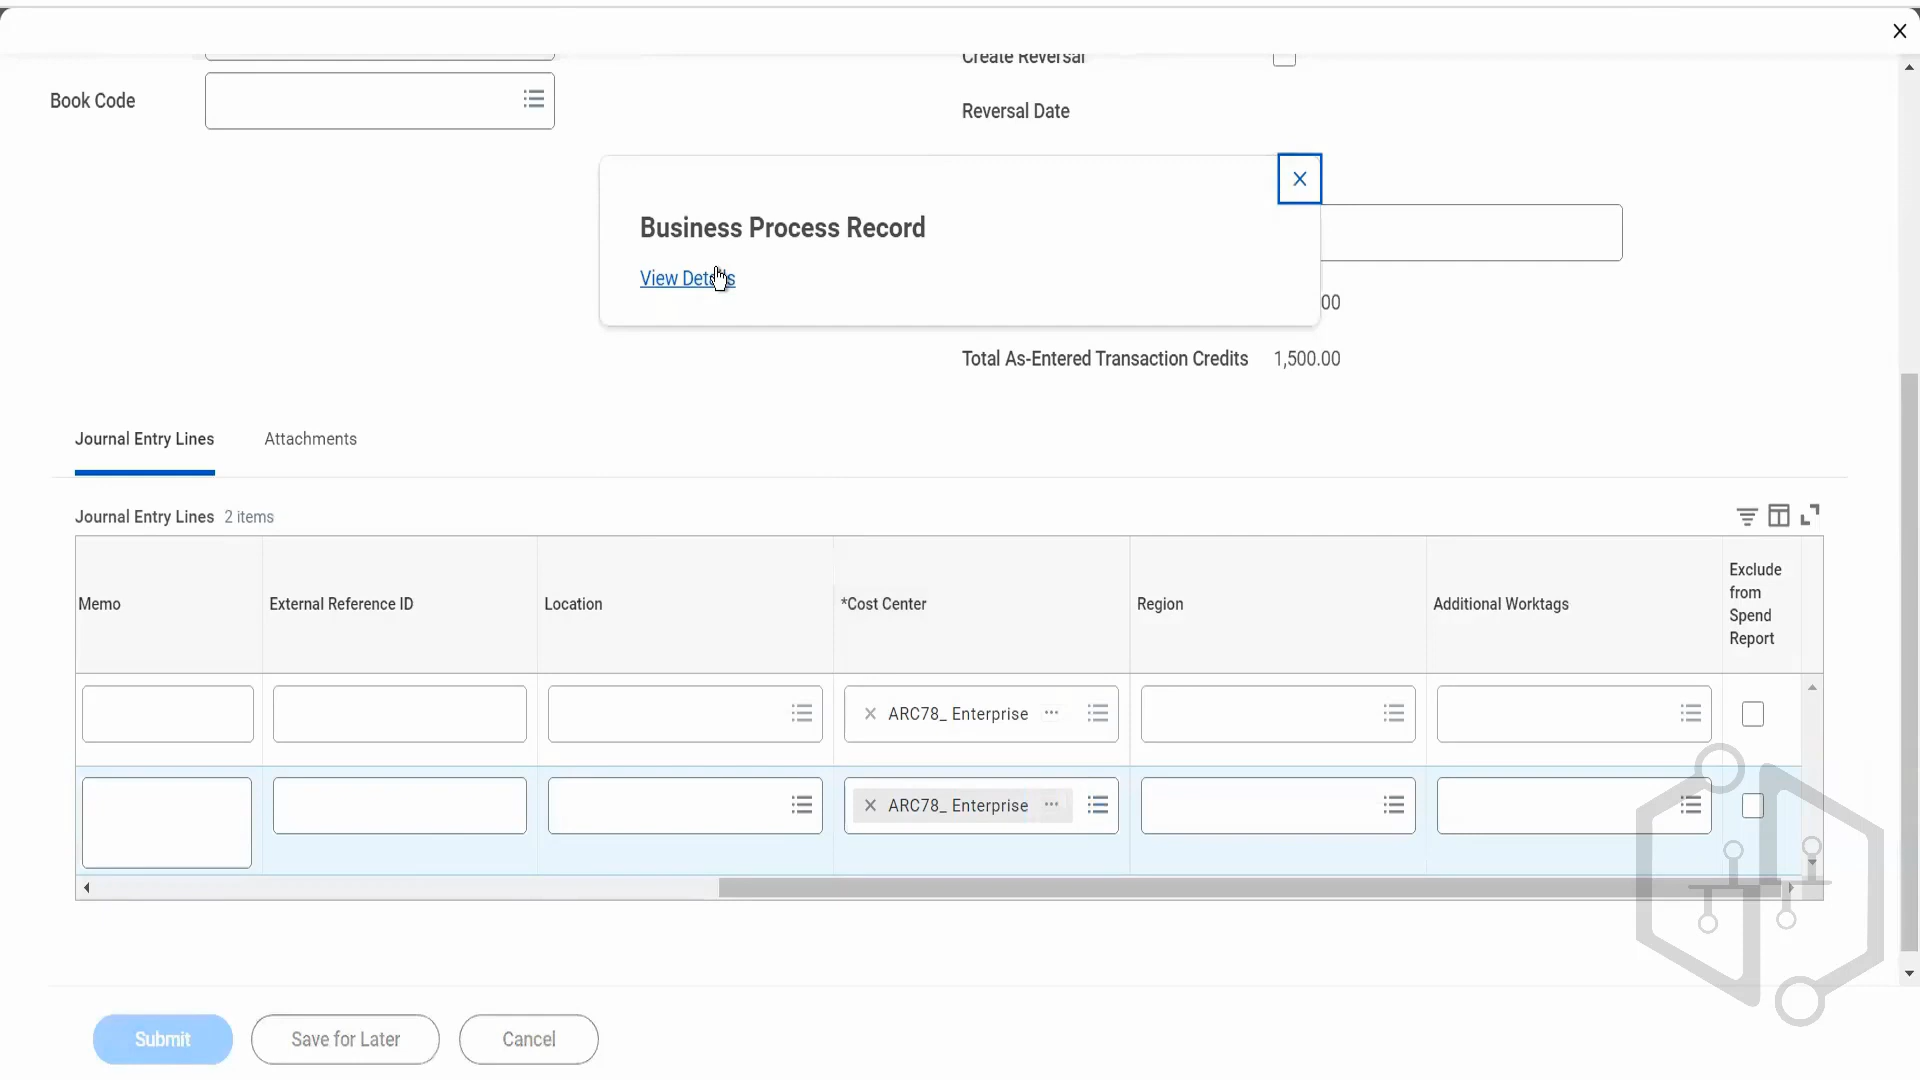 Create Reversal
Book Code
Reversal Date
Business Process Record
View Details
00
Total As-Entered Transaction Credits 1,500.00
Journal Entry Lines Attachments
Journal Entry Lines 2 items
Memo External Reference ID Location *Cost Center Region Additional Worktags Exclude from Spend Report
ARC78_ Enterprise
ARC78_ Enterprise
Submit Save for Later Cancel